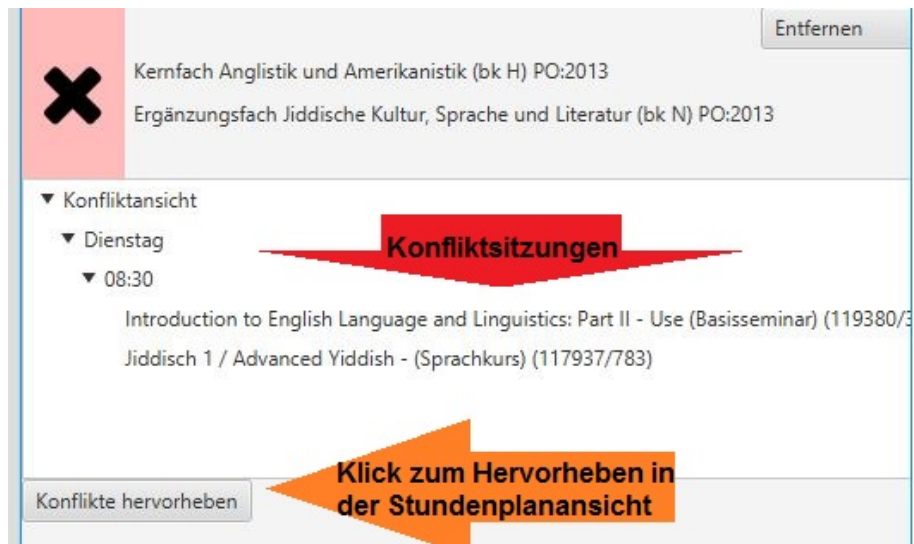 Entfernen
Kernfach Anglistik und Amerikanistik (bk H) PO:2013
Ergänzungsfach Jiddische Kultur, Sprache und Literatur (bk N) PO:2013
Konfliktansicht
Dienstag
Konfliktsitzungen
08:30
Introduction to English Language and Linguistics: Part II - Use (Basisseminar) (119380/
Jiddisch 1 / Advanced Yiddish - (Sprachkurs) (117937/783)
Klick zum Hervorheben in
der Stundenplanansicht
Konflikte hervorheben